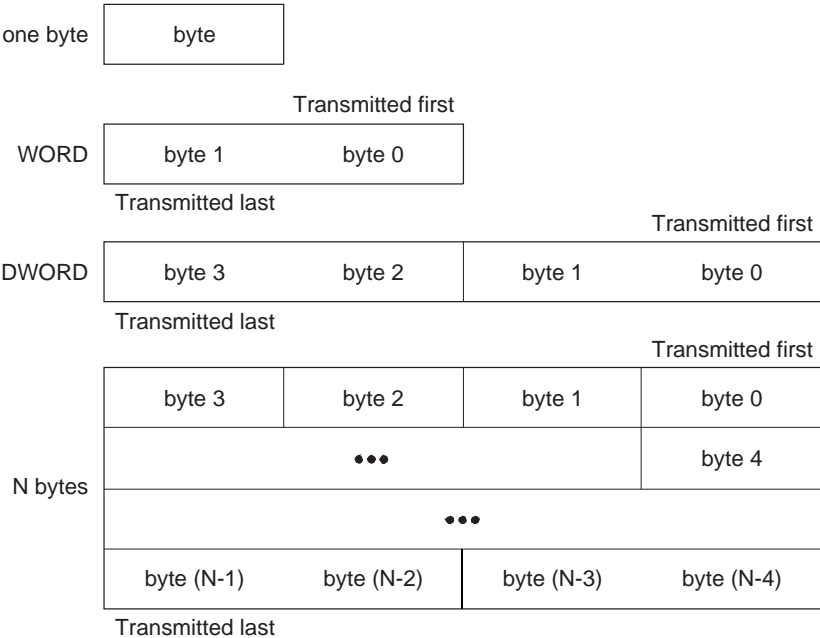 one byte byte
Transmitted first
WORD byte 1 byte 0
Transmitted last
Transmitted first
DWORD byte 3 byte 2 byte 1 byte 0
Transmitted last
Transmitted first
byte 3 byte 2 byte 1 byte 0
••• byte 4
N bytes
•••
byte (N-1) byte (N-2) byte (N-3) byte (N-4)
Transmitted last